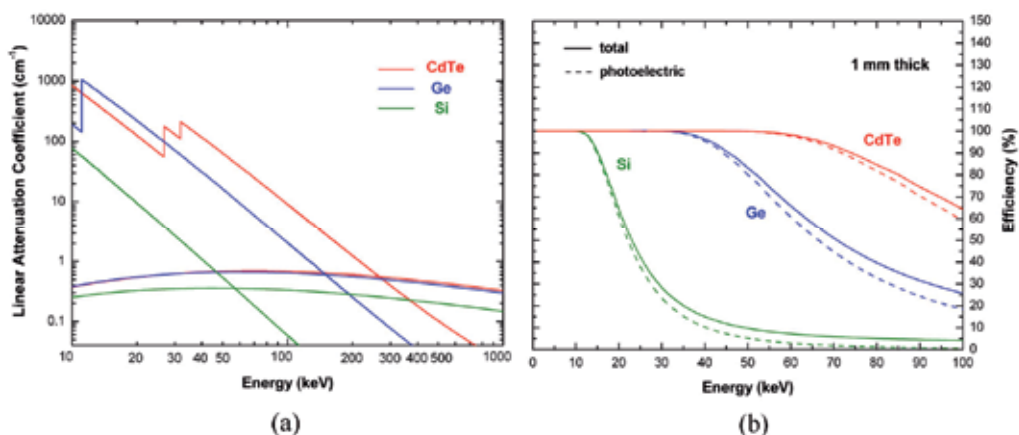 10000
1000
100
10
1
0.1
Linear Attenuation Coefficient (cm⁻¹)
CdTe
Ge
Si
10 20 30 40 50 100 200 300 400 500 1000
Energy (keV)
(a)
total
photoelectric
1 mm thick
Si
Ge
CdTe
150
140
130
120
110
100
90
80
70
60
50
40
30
20
10
0
Efficiency (%)
0 10 20 30 40 50 60 70 80 90 100
Energy (keV)
(b)